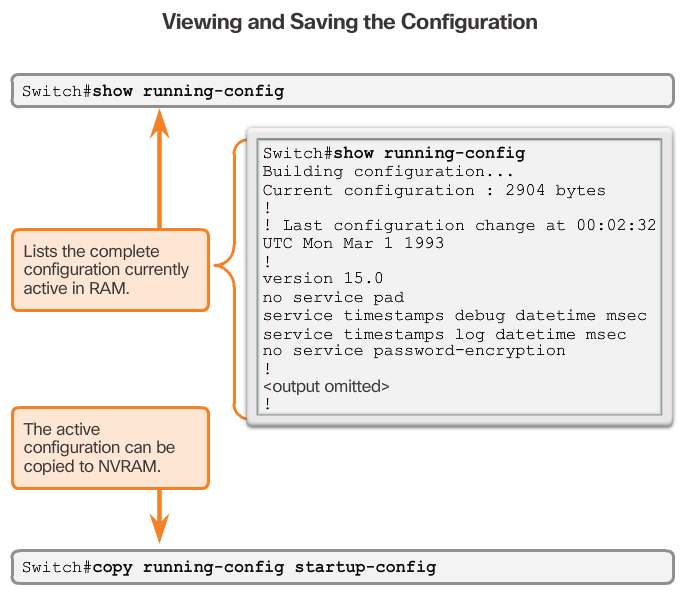 Viewing and Saving the Configuration
Switch#show running-config
Switch#show running-config
Building configuration...
Current configuration : 2904 bytes
!
! Last configuration change at 00:02:32
UTC Mon Mar 1 1993
!
version 15.0
no service pad
service timestamps debug datetime msec
service timestamps log datetime msec
no service password-encryption
!
<output omitted>
!
Lists the complete
configuration currently
active in RAM.
The active
configuration can be
copied to NVRAM.
Switch#copy running-config startup-config